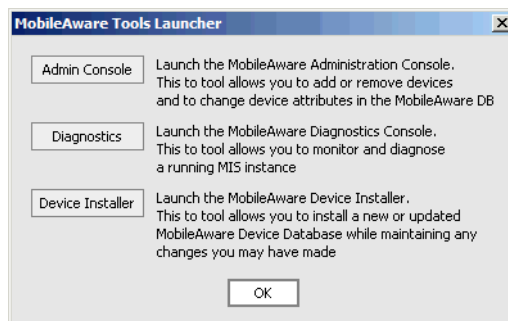 MobileAware Tools Launcher
Admin Console
Launch the MobileAware Administration Console.
This to tool allows you to add or remove devices
and to change device attributes in the MobileAware DB
Diagnostics
Launch the MobileAware Diagnostics Console.
This to tool allows you to monitor and diagnose
a running MIS instance
Device Installer
Launch the MobileAware Device Installer.
This to tool allows you to install a new or updated
MobileAware Device Database while maintaining any
changes you may have made
OK